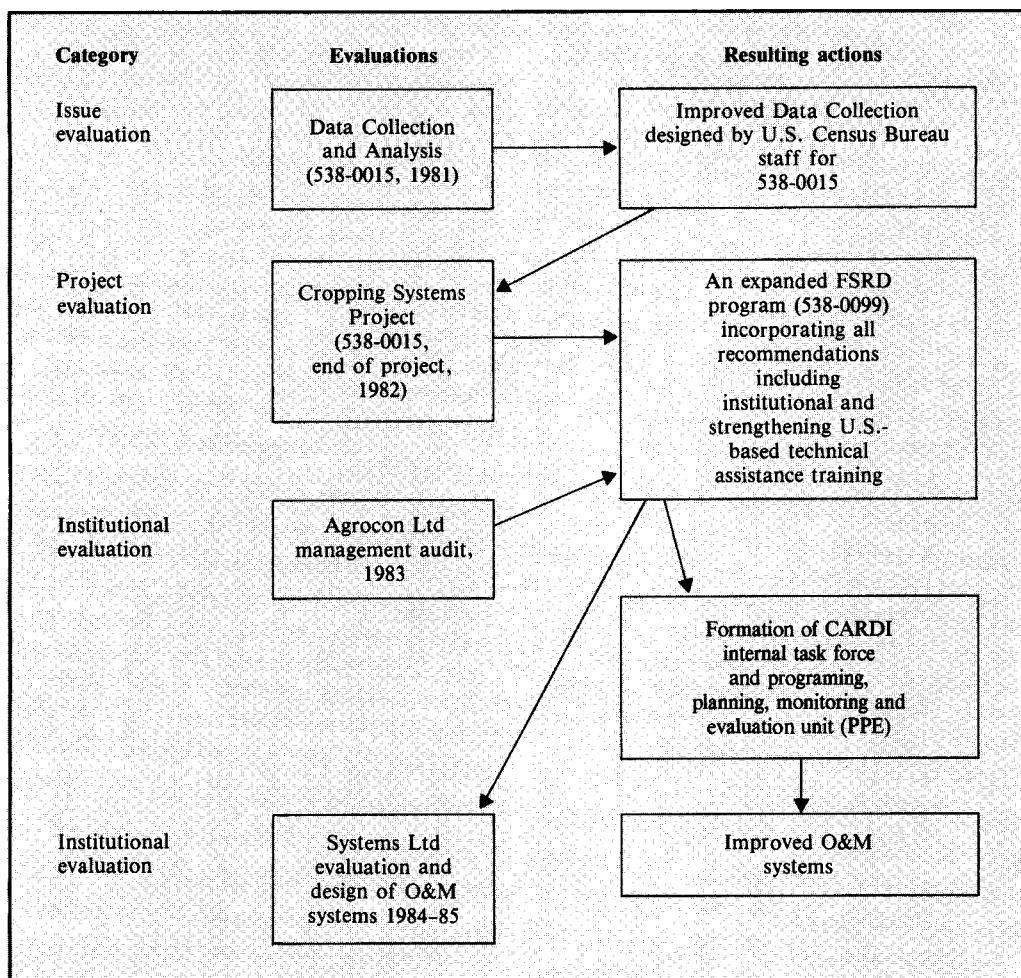 Category
Evaluations
Resulting actions
Issue
evaluation
Data Collection
and Analysis
(538-0015, 1981)
Improved Data Collection
designed by U.S. Census Bureau
staff for
538-0015
Project
evaluation
Cropping Systems
Project
(538-0015,
end of project,
1982)
An expanded FSRD
program (538-0099)
incorporating all
recommendations
including
institutional and
strengthening U.S.-
based technical
assistance training
Institutional
evaluation
Agrocon Ltd
management audit,
1983
Formation of CARDI
internal task force
and programing,
planning, monitoring and
evaluation unit (PPE)
Institutional
evaluation
Systems Ltd
evaluation and
design of O&M
systems 1984–85
Improved O&M
systems